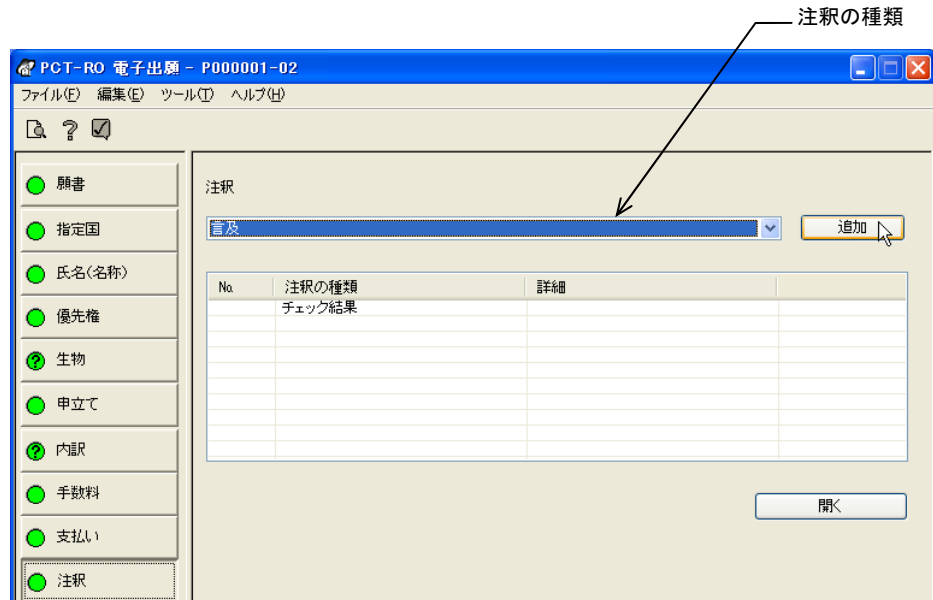 注釈の種類
PCT-RO 電子出願 - P000001-02
ファイル(F) 編集(E) ツール(T) ヘルプ(H)
願書
指定国
氏名(名称)
優先権
生物
申立て
内訳
手数料
支払い
注釈
注釈
言及
追加
No. 注釈の種類 詳細
チェック結果
開く